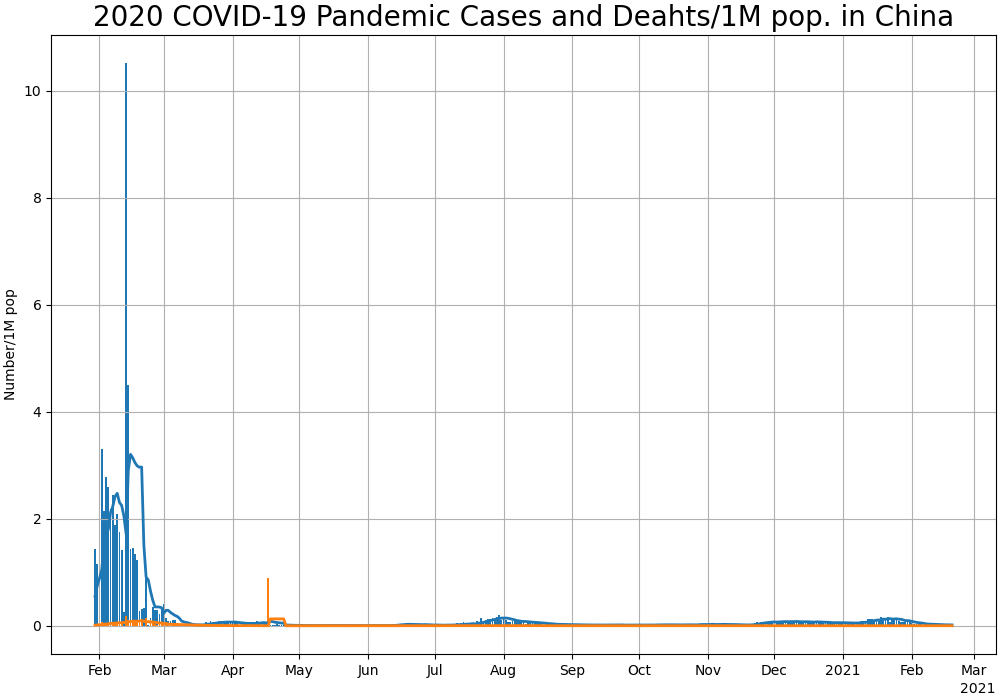 2020 COVID-19 Pandemic Cases and Deahts/1M pop. in China
Number/1M pop
10
8
6
4
2
0
Feb Mar Apr May Jun Jul Aug Sep Oct Nov Dec 2021 Feb Mar
2021